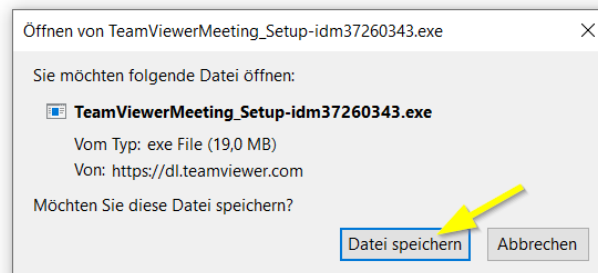 Öffnen von TeamViewerMeeting_Setup-idm37260343.exe
Sie möchten folgende Datei öffnen:
TeamViewerMeeting_Setup-idm37260343.exe
Vom Typ: exe File (19,0 MB)
Von: https://dl.teamviewer.com
Möchten Sie diese Datei speichern?
Datei speichern Abbrechen